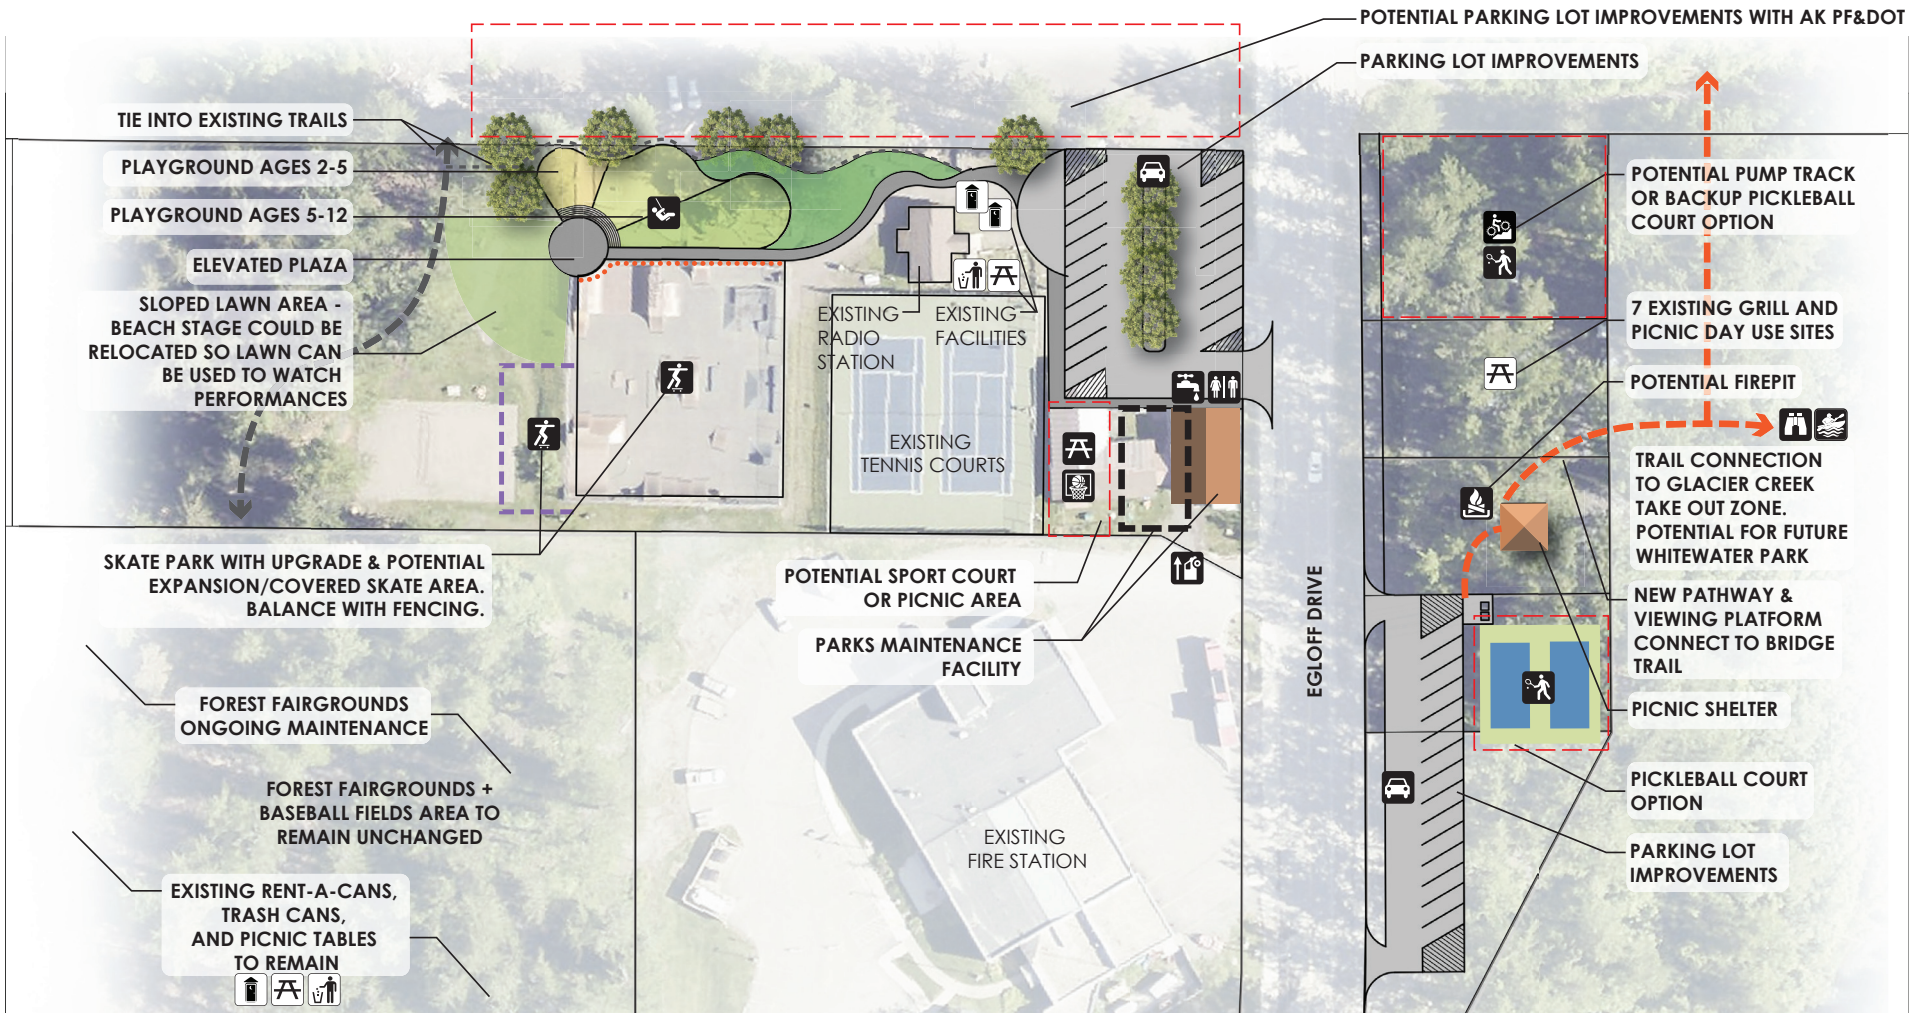 POTENTIAL PARKING LOT IMPROVEMENTS WITH AK PF&DOT
PARKING LOT IMPROVEMENTS
TIE INTO EXISTING TRAILS
PLAYGROUND AGES 2-5
PLAYGROUND AGES 5-12
ELEVATED PLAZA
SLOPED LAWN AREA -
BEACH STAGE COULD BE
RELOCATED SO LAWN CAN
BE USED TO WATCH
PERFORMANCES
SKATE PARK WITH UPGRADE & POTENTIAL
EXPANSION/COVERED SKATE AREA.
BALANCE WITH FENCING.
FOREST FAIRGROUNDS
ONGOING MAINTENANCE
FOREST FAIRGROUNDS +
BASEBALL FIELDS AREA TO
REMAIN UNCHANGED
EXISTING RENT-A-CANS,
TRASH CANS,
AND PICNIC TABLES
TO REMAIN
EXISTING
RADIO
STATION
EXISTING
FACILITIES
EXISTING
TENNIS COURTS
POTENTIAL SPORT COURT
OR PICNIC AREA
PARKS MAINTENANCE
FACILITY
EXISTING
FIRE STATION
EGLOFF DRIVE
POTENTIAL PUMP TRACK
OR BACKUP PICKLEBALL
COURT OPTION
7 EXISTING GRILL AND
PICNIC DAY USE SITES
POTENTIAL FIREPIT
TRAIL CONNECTION
TO GLACIER CREEK
TAKE OUT ZONE.
POTENTIAL FOR FUTURE
WHITEWATER PARK
NEW PATHWAY &
VIEWING PLATFORM
CONNECT TO BRIDGE
TRAIL
PICNIC SHELTER
PICKLEBALL COURT
OPTION
PARKING LOT
IMPROVEMENTS